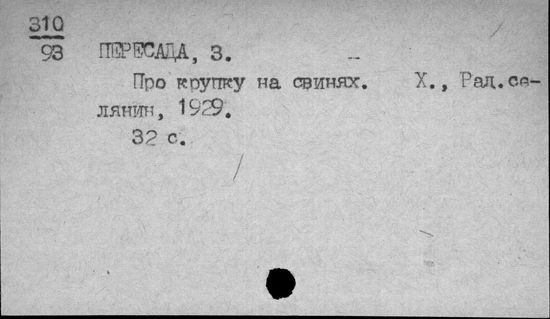 310
93 ПЕРЕСАДА, З.
Про крупку на свинях. Х., Рад.се-
лянин, 1929.
32 с.